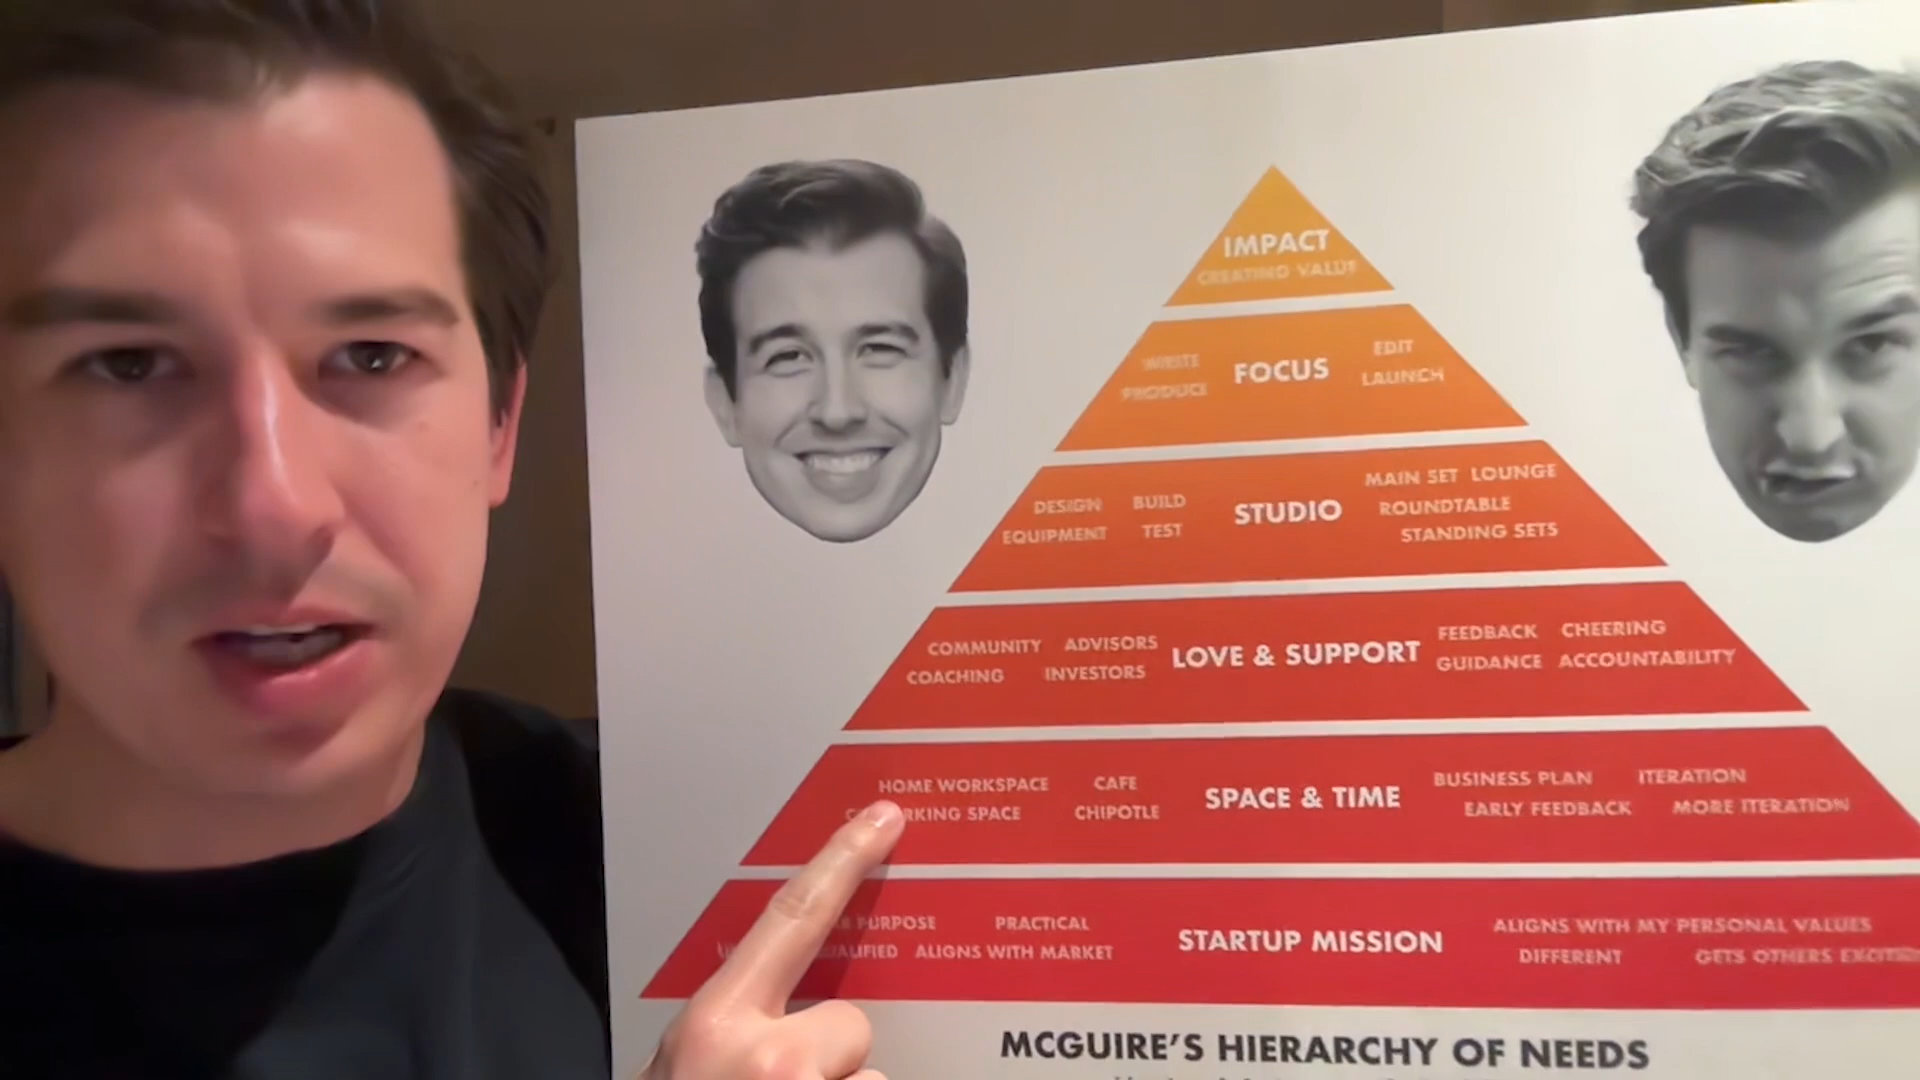 IMPACT
CREATING VALUE
WRITE
PRODUCE
FOCUS
EDIT
LAUNCH
DESIGN BUILD
EQUIPMENT TEST
STUDIO
MAIN SET LOUNGE
ROUNDTABLE
STANDING SETS
COMMUNITY ADVISORS
COACHING INVESTORS
LOVE & SUPPORT
FEEDBACK CHEERING
GUIDANCE ACCOUNTABILITY
HOME WORKSPACE CAFE
SPACE CHIPOTLE
SPACE & TIME
BUSINESS PLAN ITERATION
EARLY FEEDBACK MORE ITERATION
PURPOSE PRACTICAL
ALIGNS WITH MARKET
STARTUP MISSION
ALIGNS WITH MY PERSONAL VALUES
DIFFERENT GETS OTHERS
MCGUIRE'S HIERARCHY OF NEEDS